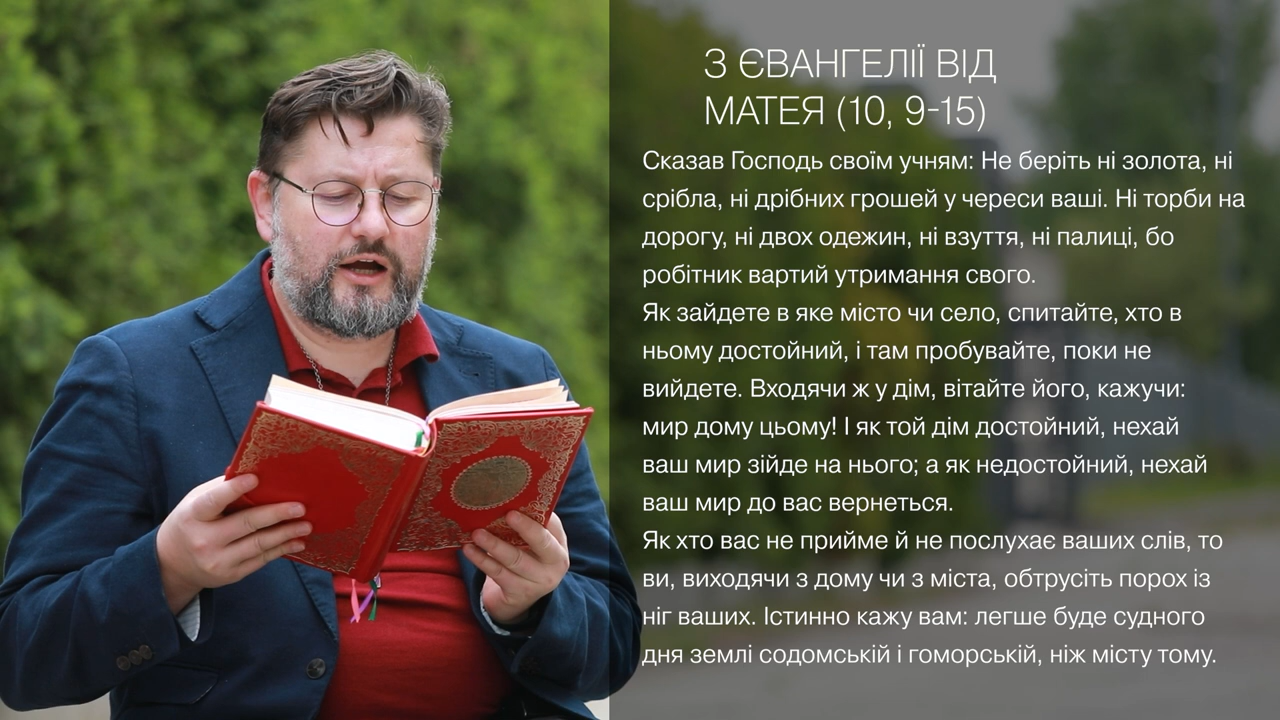 З ЄВАНГЕЛІЇ ВІД
МАТЕЯ (10, 9-15)
Сказав Господь своїм учням: Не беріть ні золота, ні
срібла, ні дрібних грошей у череси ваші. Ні торби на
дорогу, ні двох одежин, ні взуття, ні палиці, бо
робітник вартий утримання свого.
Як зайдете в яке місто чи село, спитайте, хто в
ньому достойний, і там пробувайте, поки не
вийдете. Входячи ж у дім, вітайте його, кажучи:
мир дому цьому! І як той дім достойний, нехай
ваш мир зійде на нього; а як недостойний, нехай
ваш мир до вас вернеться.
Як хто вас не прийме й не послухає ваших слів, то
ви, виходячи з дому чи з міста, обтрусіть порох із
ніг ваших. Істинно кажу вам: легше буде судного
дня землі содомській і гоморській, ніж місту тому.